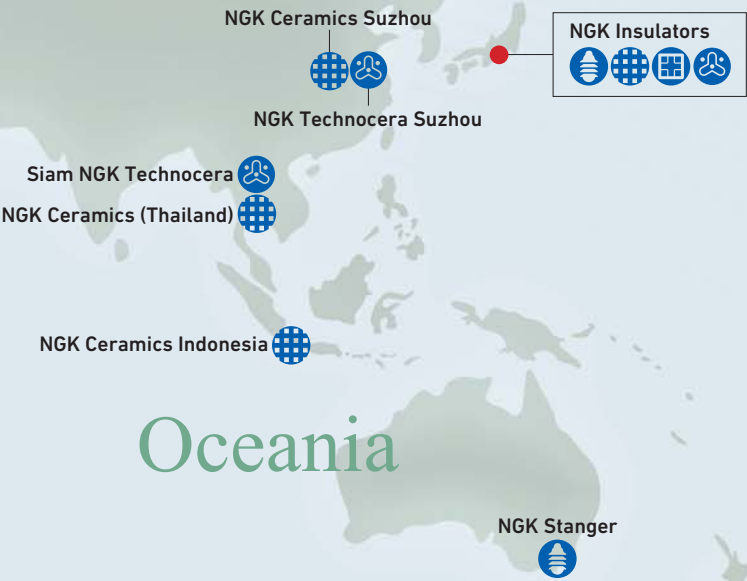 NGK Ceramics Suzhou
NGK Insulators
NGK Technocera Suzhou
Siam NGK Technocera
NGK Ceramics (Thailand)
NGK Ceramics Indonesia
Oceania
NGK Stanger